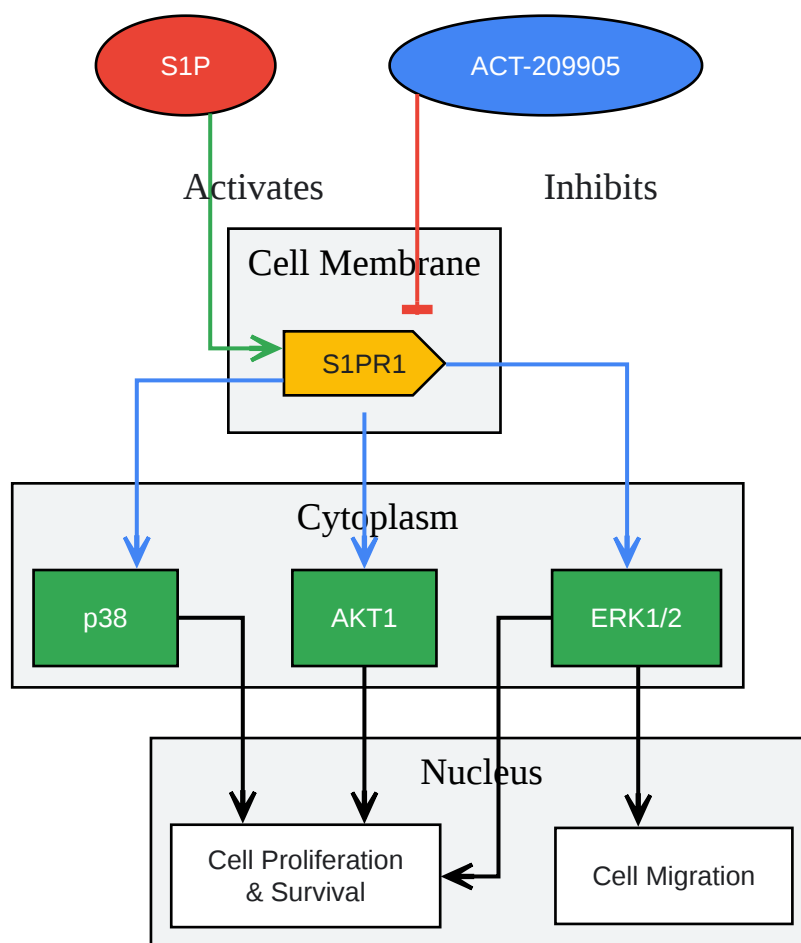 S1P
ACT-209905
Activates
Inhibits
Cell Membrane
S1PR1
Cytoplasm
p38
AKT1
ERK1/2
Nucleus
Cell Proliferation
& Survival
Cell Migration